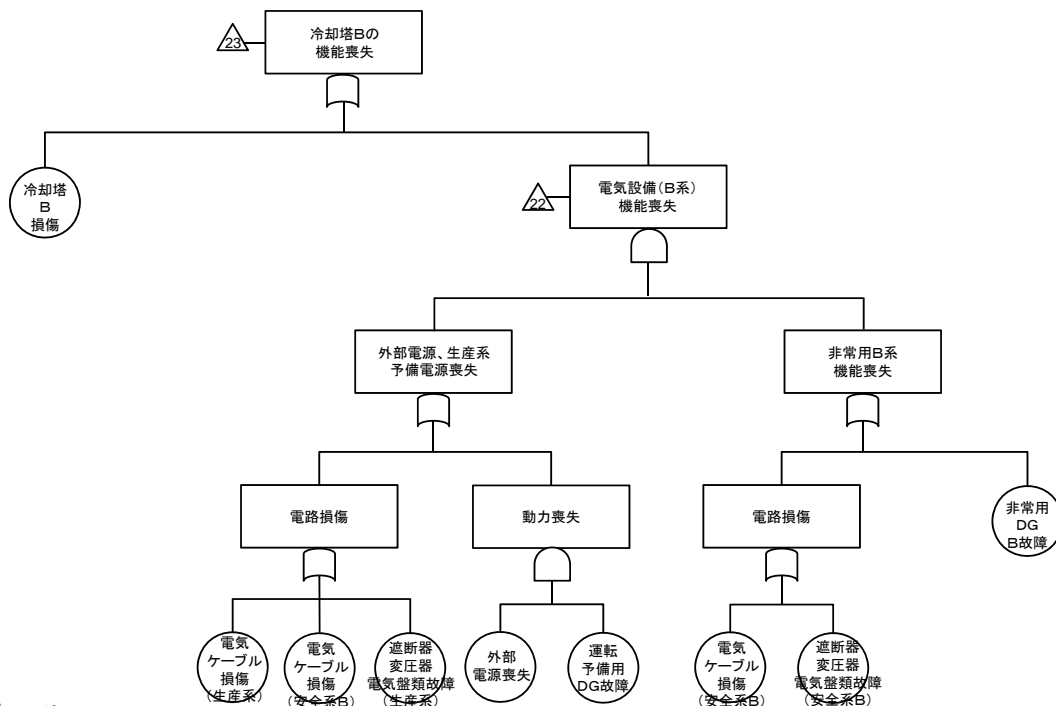 冷却塔Bの
機能喪失
23
冷却塔
B
損傷
電気設備(B系)
機能喪失
22
外部電源、生産系
予備電源喪失
非常用B系
機能喪失
電路損傷
動力喪失
電路損傷
非常用
DG
B故障
電気
ケーブル
損傷
(生産系)
電気
ケーブル
損傷
(安全系B)
遮断器
変圧器
電気盤類故障
(生産系)
外部
電源喪失
運転
予備用
DG故障
電気
ケーブル
損傷
(安全系B)
遮断器
変圧器
電気盤類故障
(安全系B)